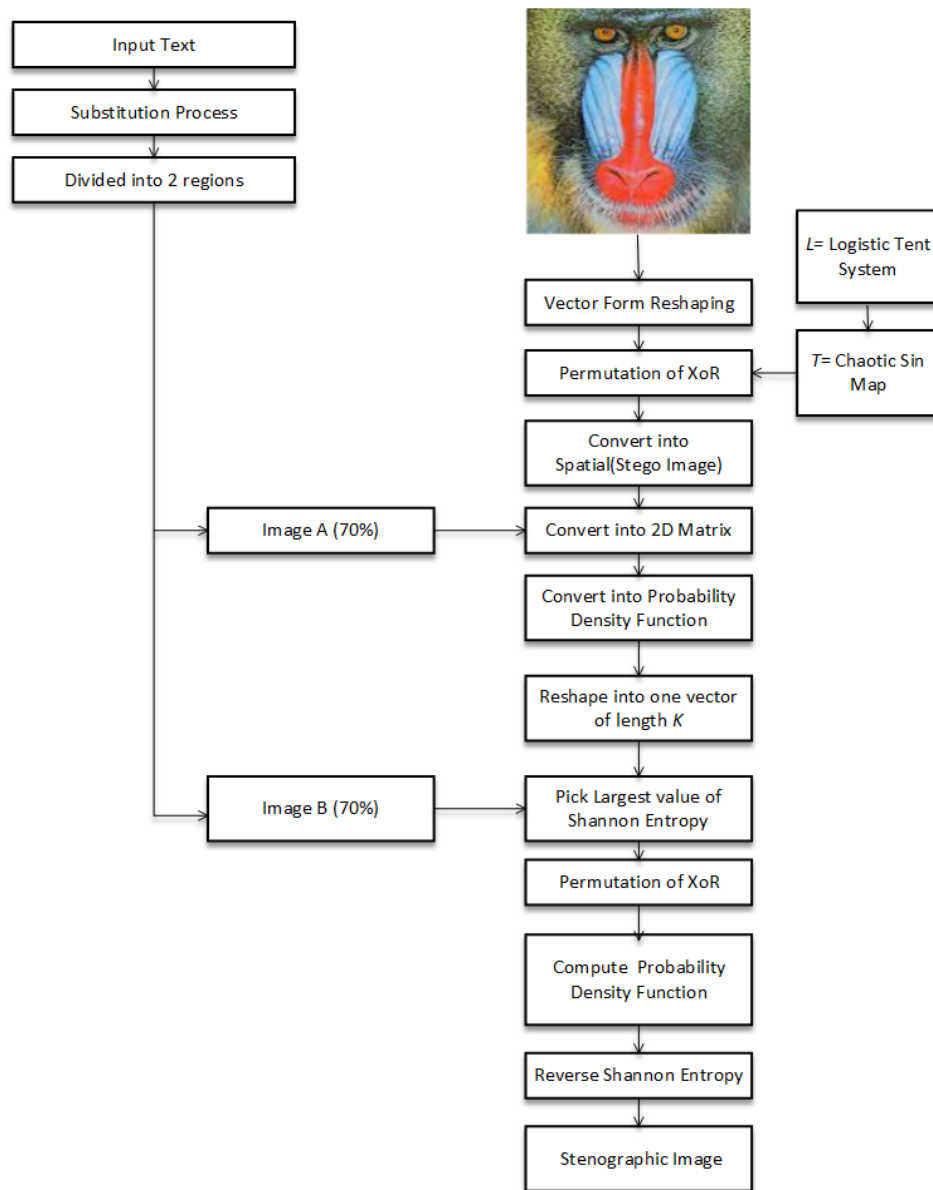 Input Text
Substitution Process
Divided into 2 regions
L= Logistic Tent
System
Vector Form Reshaping
T= Chaotic Sin
Map
Permutation of XoR
Convert into
Spatial(Stego Image)
Image A (70%)
Convert into 2D Matrix
Convert into Probability
Density Function
Reshape into one vector
of length K
Image B (70%)
Pick Largest value of
Shannon Entropy
Permutation of XoR
Compute Probability
Density Function
Reverse Shannon Entropy
Stenographic Image